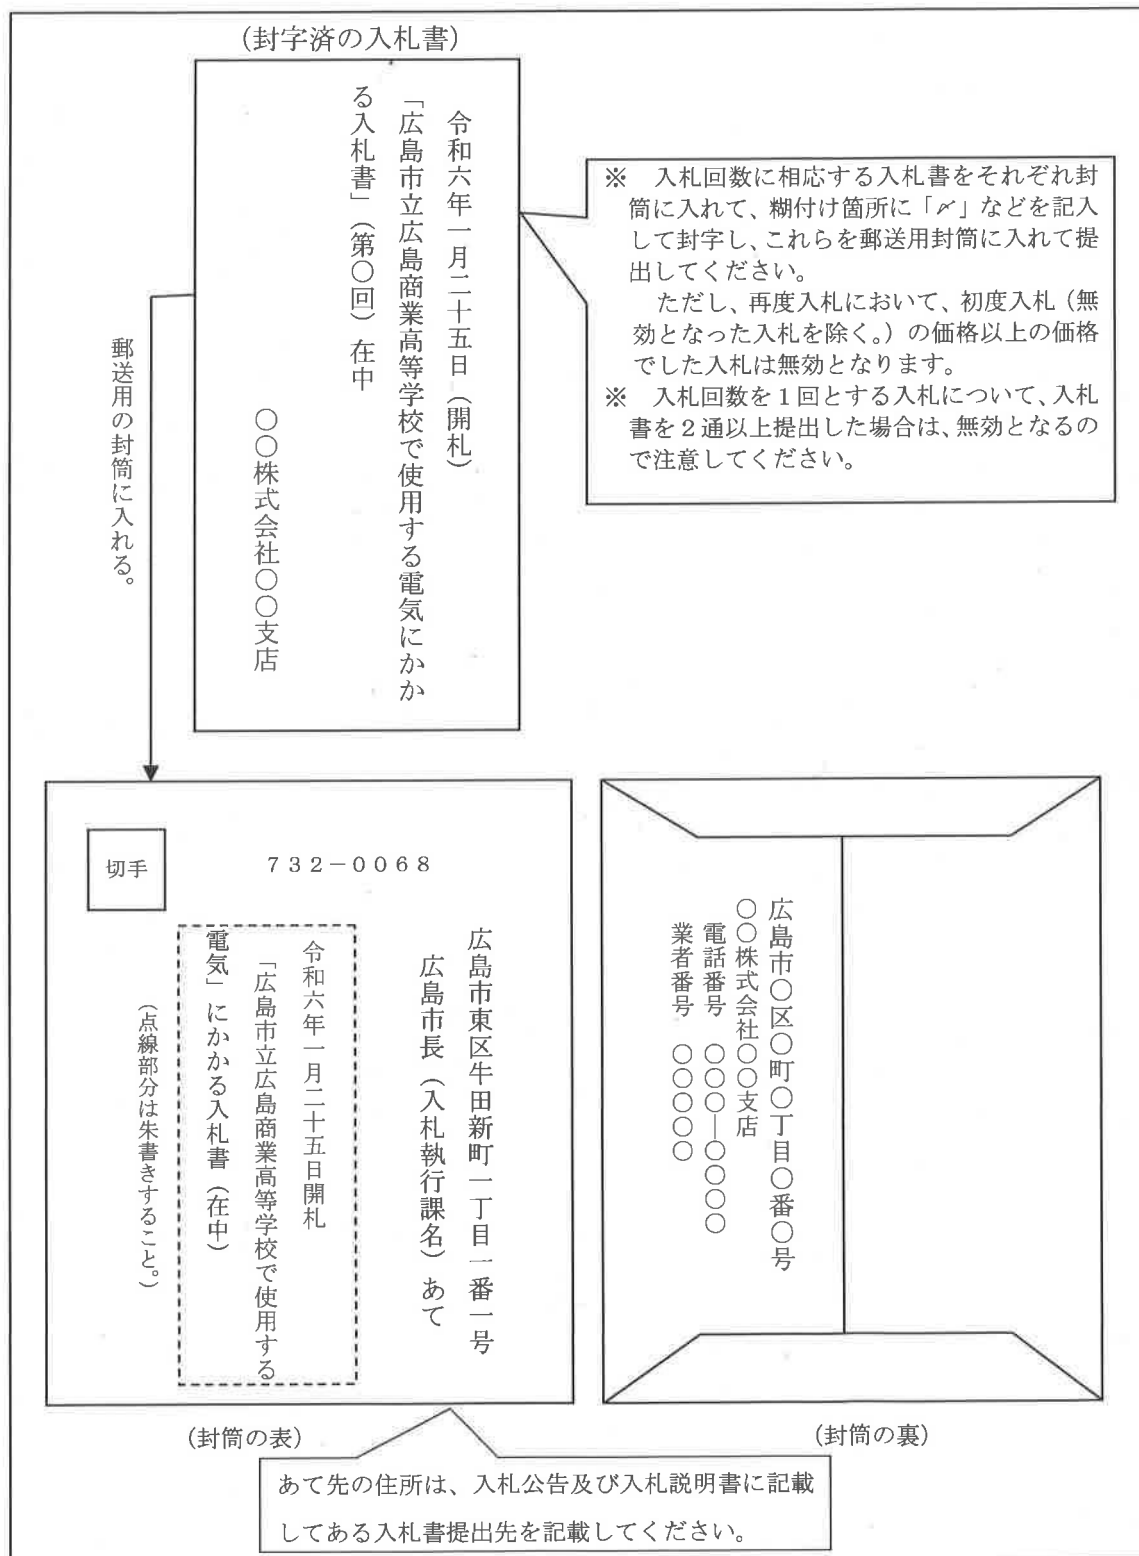 (封字済の入札書)
令和六年一月二十五日（開札）
「広島市立広島商業高等学校で使用する電気にかか
る入札書」（第〇回）在中
〇〇株式会社〇〇支店
※　入札回数に相応する入札書をそれぞれ封
筒に入れて、糊付け箇所に「〆」などを記入
して封字し、これらを郵送用封筒に入れて提
出してください。
ただし、再度入札において、初度入札（無
効となった入札を除く。）の価格以上の価格
でした入札は無効となります。
※　入札回数を１回とする入札について、入札
書を２通以上提出した場合は、無効となるの
で注意してください。
郵送用の封筒に入れる。
切手
７３２－００６８
広島市東区牛田新町一丁目一番一号
広島市長（入札執行課名）あて
令和六年一月二十五日開札
「広島市立広島商業高等学校で使用する
電気」にかかる入札書（在中）
（点線部分は朱書きすること。）
(封筒の表)
広島市〇区〇町〇丁目〇番〇号
〇〇株式会社〇〇支店
電話番号　〇〇〇―〇〇〇〇
業者番号　〇〇〇〇〇
(封筒の裏)
あて先の住所は、入札公告及び入札説明書に記載
してある入札書提出先を記載してください。